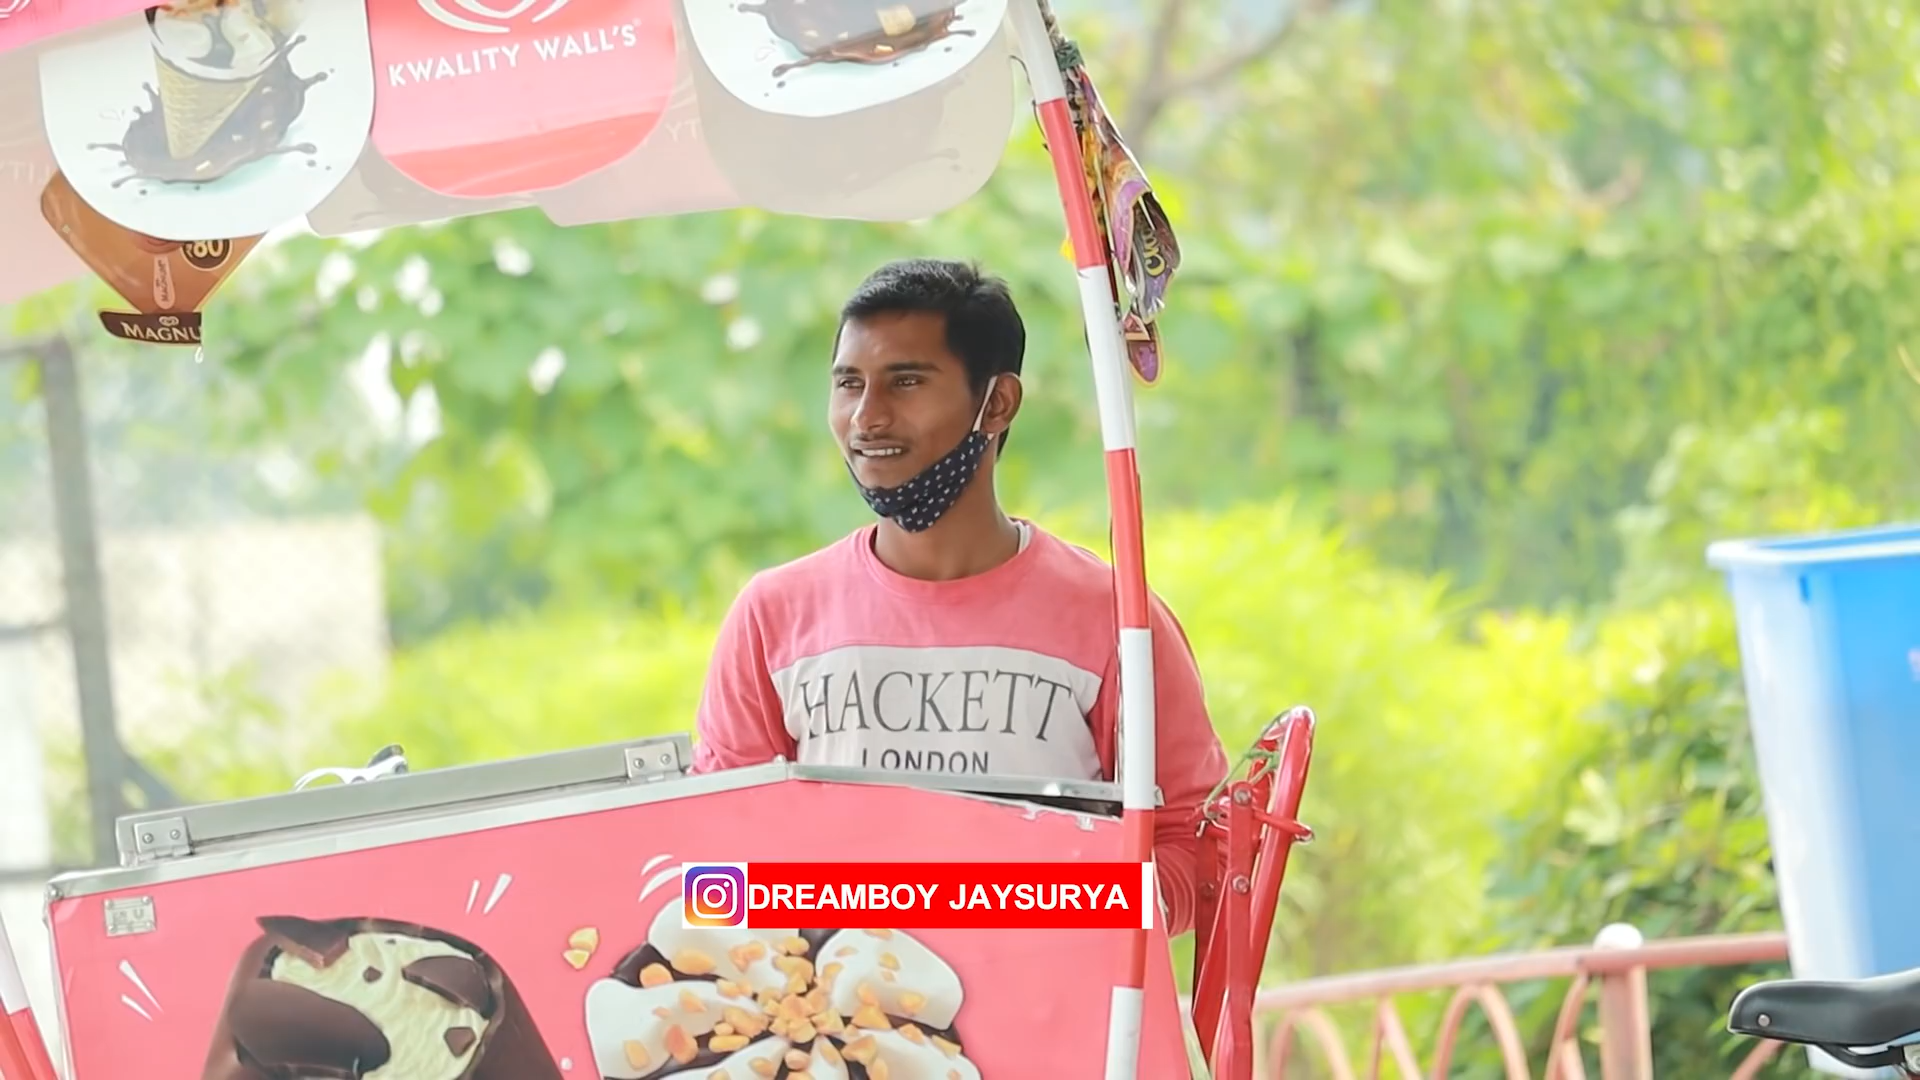 KWALITY WALL'S
80
MAGNU
HACKETT
LONDON
DREAMBOY JAYSURYA